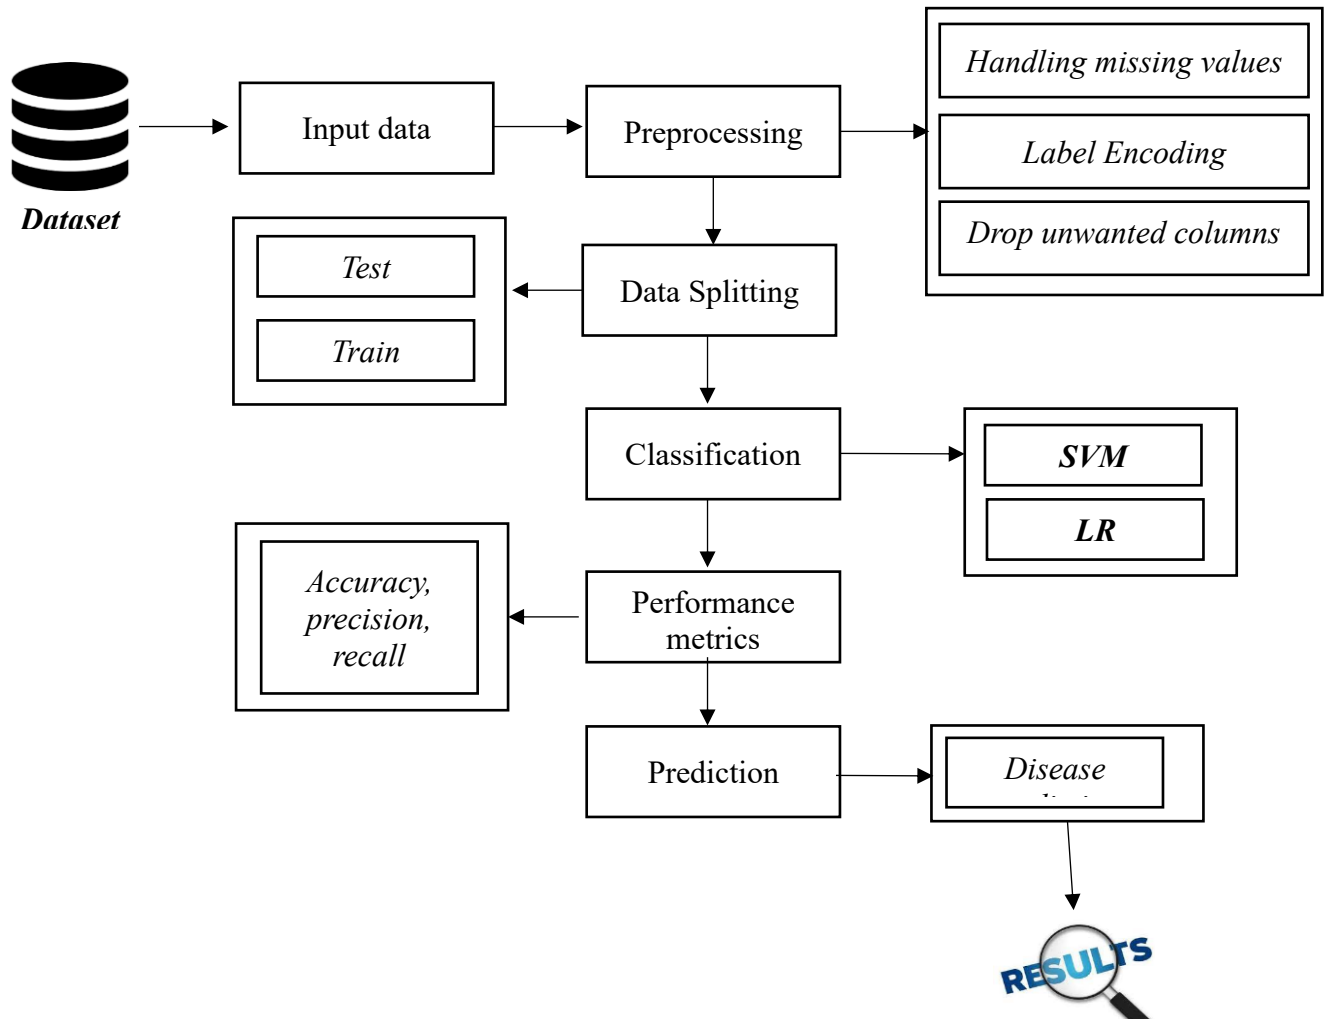 Handling missing values
Input data
Preprocessing
Label Encoding
Dataset
Drop unwanted columns
Test
Data Splitting
Train
Classification
SVM
LR
Accuracy,
precision,
recall
Performance
metrics
Prediction
Disease
RESULTS